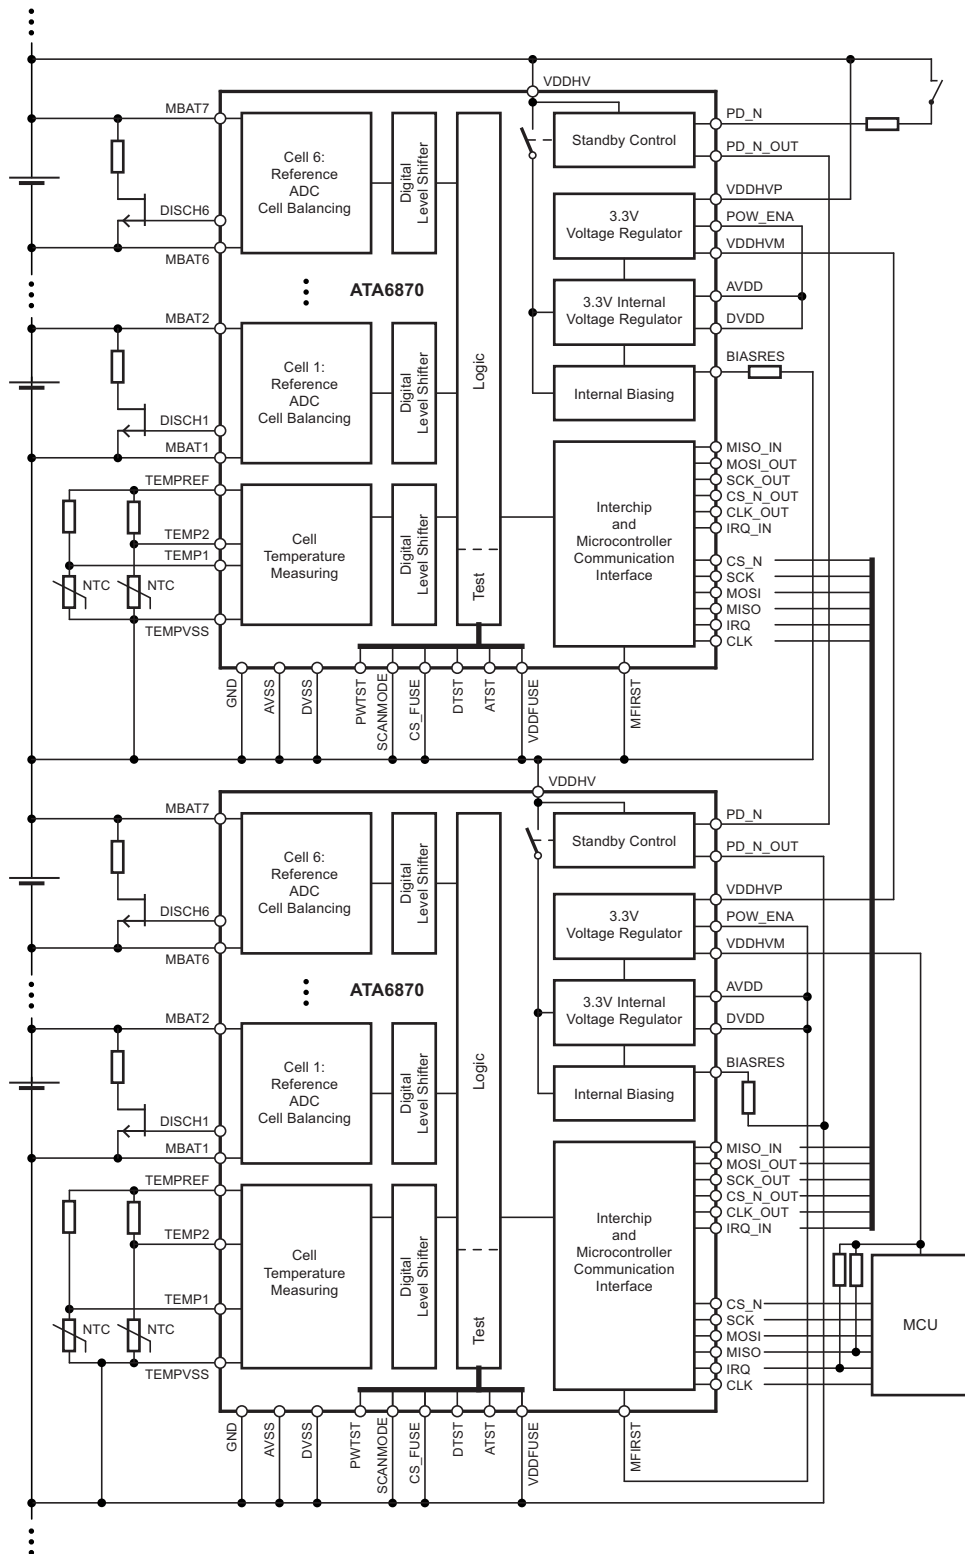 VDDHV
MBAT7
PD_N
Cell 6:
Reference
ADC
Cell Balancing
Digital
Level Shifter
Standby Control
PD_N_OUT
VDDHVP
DISCH6
3.3V
Voltage Regulator
POW_ENA
MBAT6
VDDHVM
ATA6870
AVDD
3.3V Internal
Voltage Regulator
MBAT2
DVDD
Cell 1:
Reference
ADC
Cell Balancing
Digital
Level Shifter
Logic
BIASRES
Internal Biasing
DISCH1
MBAT1
MISO_IN
MOSI_OUT
SCK_OUT
CS_N_OUT
CLK_OUT
IRQ_IN
TEMPREF
TEMP2
TEMP1
Cell
Temperature
Measuring
Digital
Level Shifter
Test
Interchip
and
Microcontroller
Communication
Interface
NTC
NTC
CS_N
SCK
MOSI
MISO
IRQ
CLK
TEMPVSS
GND
AVSS
DVSS
PWTST
SCANMODE
CS_FUSE
DTST
ATST
VDDFUSE
MFIRST
VDDHV
MBAT7
PD_N
Cell 6:
Reference
ADC
Cell Balancing
Digital
Level Shifter
Standby Control
PD_N_OUT
VDDHVP
DISCH6
3.3V
Voltage Regulator
POW_ENA
MBAT6
VDDHVM
ATA6870
AVDD
3.3V Internal
Voltage Regulator
MBAT2
DVDD
Cell 1:
Reference
ADC
Cell Balancing
Digital
Level Shifter
Logic
BIASRES
Internal Biasing
DISCH1
MBAT1
MISO_IN
MOSI_OUT
SCK_OUT
CS_N_OUT
CLK_OUT
IRQ_IN
TEMPREF
TEMP2
TEMP1
Cell
Temperature
Measuring
Digital
Level Shifter
Test
Interchip
and
Microcontroller
Communication
Interface
NTC
NTC
CS_N
SCK
MOSI
MISO
IRQ
CLK
MCU
TEMPVSS
GND
AVSS
DVSS
PWTST
SCANMODE
CS_FUSE
DTST
ATST
VDDFUSE
MFIRST